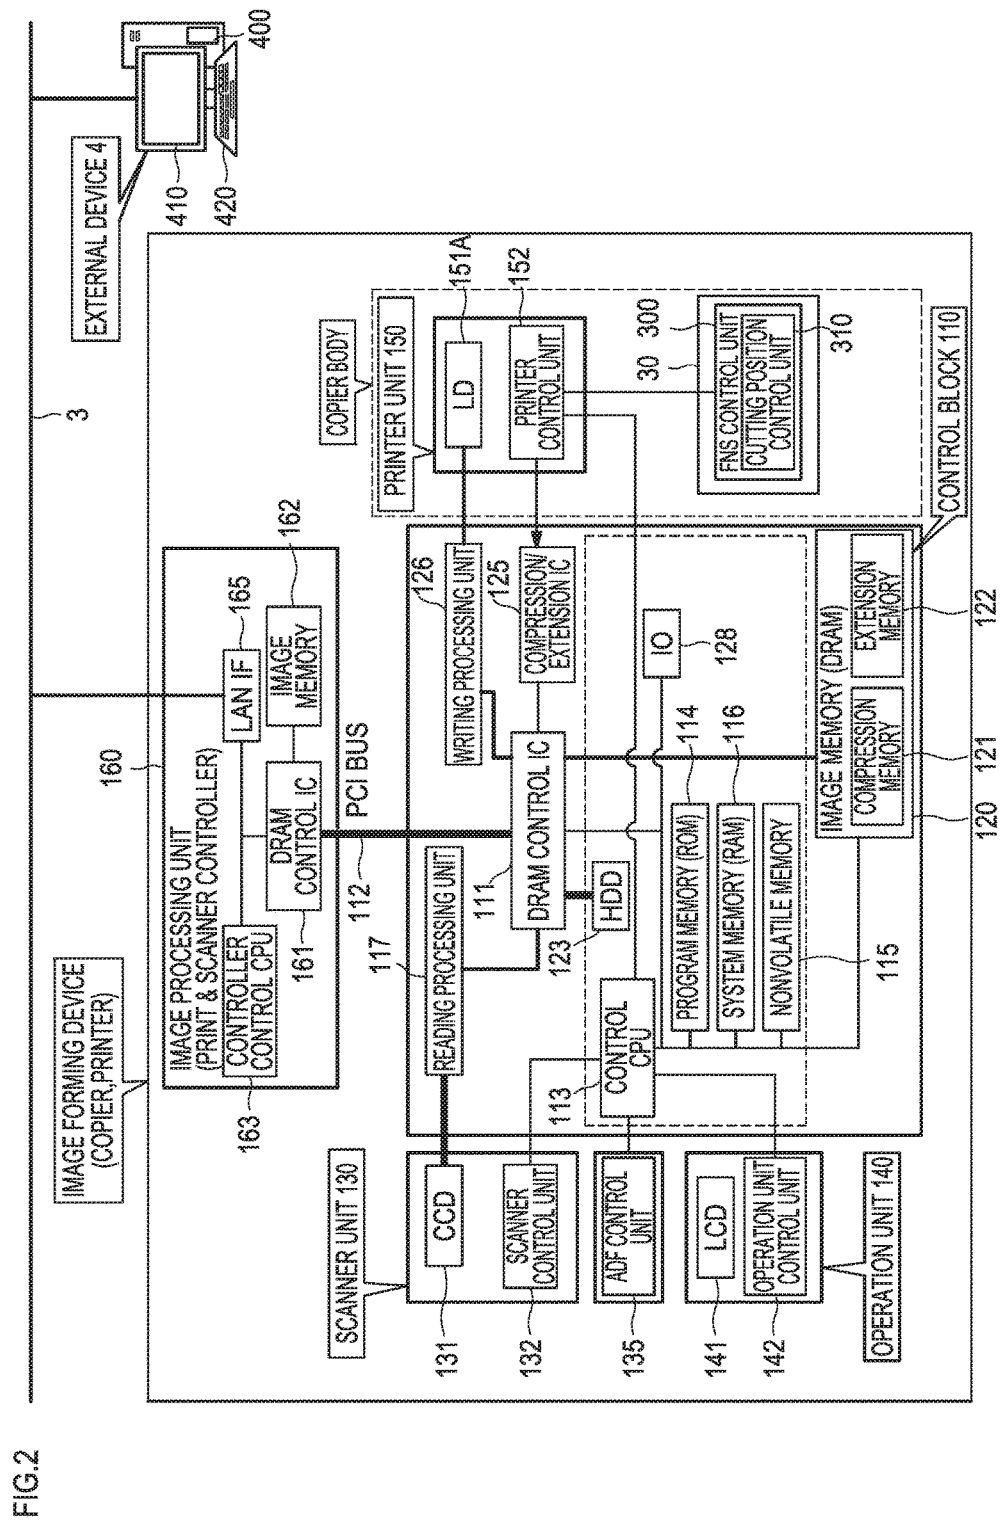 FIG.2
3
EXTERNAL DEVICE 4
400
410
420
IMAGE FORMING DEVICE
(COPIER,PRINTER)
160
IMAGE PROCESSING UNIT
(PRINT & SCANNER CONTROLLER)
CONTROLLER
CONTROL CPU
163
DRAM
CONTROL IC
161
LAN IF
165
IMAGE
MEMORY
162
PCI BUS
112
COPIER BODY
PRINTER UNIT 150
LD
151A
PRINTER
CONTROL UNIT
152
30
300
FNS CONTROL UNIT
CUTTING POSITION
CONTROL UNIT
310
SCANNER UNIT 130
CCD
131
SCANNER
CONTROL UNIT
132
ADF CONTROL
UNIT
135
LCD
141
OPERATION UNIT
CONTROL UNIT
142
OPERATION UNIT 140
117
READING PROCESSING UNIT
126
WRITING PROCESSING UNIT
125
COMPRESSION/
EXTENSION IC
111
DRAM CONTROL IC
123
HDD
113
CONTROL
CPU
IO
128
PROGRAM MEMORY (ROM)
114
SYSTEM MEMORY (RAM)
116
NONVOLATILE MEMORY
115
IMAGE MEMORY (DRAM)
COMPRESSION
MEMORY
EXTENSION
MEMORY
120
121
122
CONTROL BLOCK 110